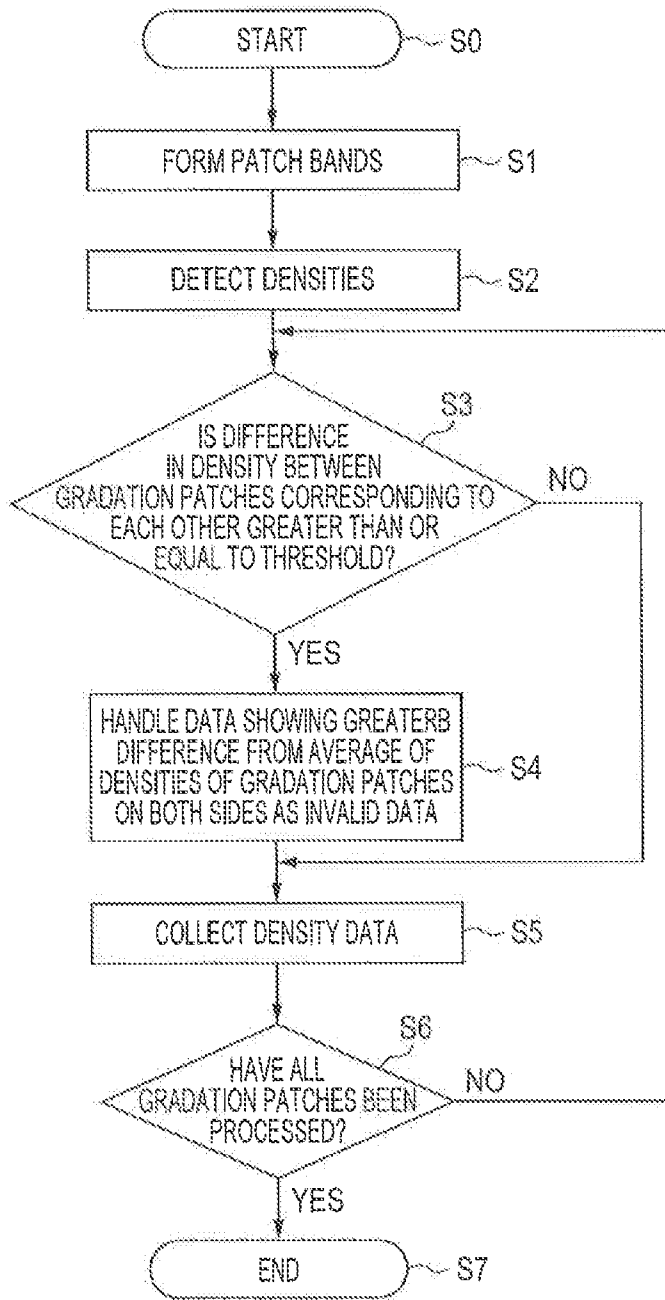 START
S0
FORM PATCH BANDS
S1
DETECT DENSITIES
S2
S3
IS DIFFERENCE
IN DENSITY BETWEEN
GRADATION PATCHES CORRESPONDING TO
EACH OTHER GREATER THAN OR
EQUAL TO THRESHOLD?
NO
YES
HANDLE DATA SHOWING GREATERB
DIFFERENCE FROM AVERAGE OF
DENSITIES OF GRADATION PATCHES
ON BOTH SIDES AS INVALID DATA
S4
COLLECT DENSITY DATA
S5
S6
HAVE ALL
GRADATION PATCHES BEEN
PROCESSED?
NO
YES
END
S7